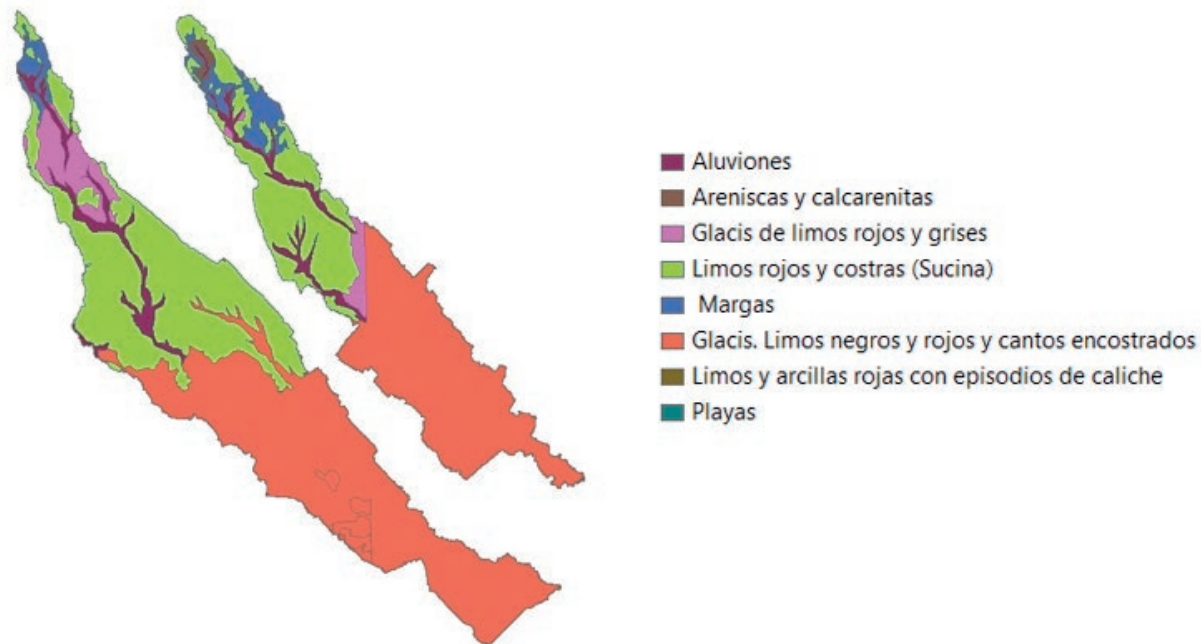 Aluviones
Areniscas y calcarenitas
Glacis de limos rojos y grises
Limos rojos y costras (Sucina)
Margas
Glacis. Limos negros y rojos y cantos encostrados
Limos y arcillas rojas con episodios de caliche
Playas